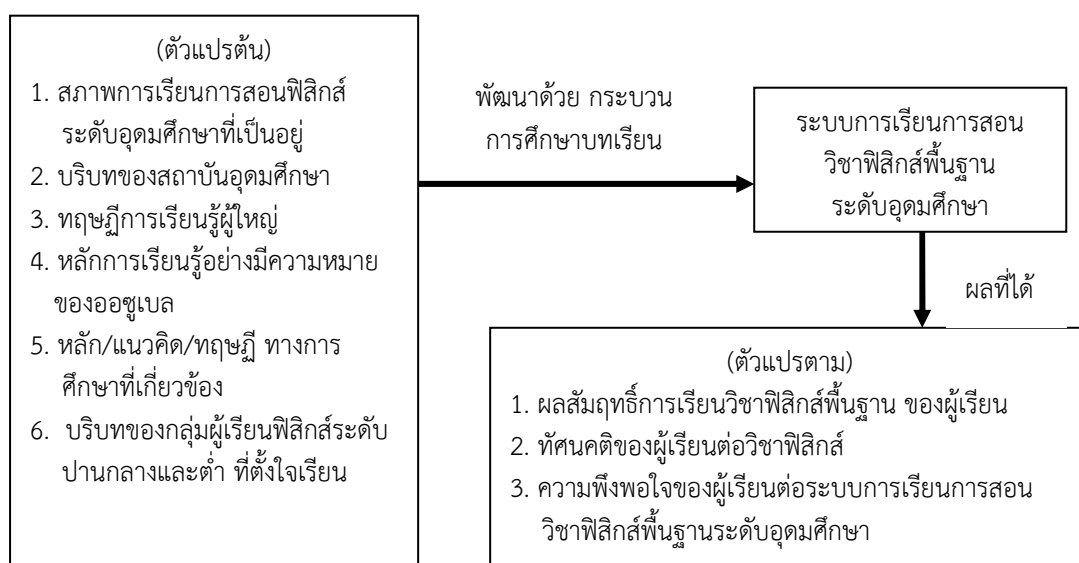 (ตัวแปรต้น)
1. สภาพการเรียนการสอนฟิสิกส์
ระดับอุดมศึกษาที่เป็นอยู่
2. บริบทของสถาบันอุดมศึกษา
3. ทฤษฏีการเรียนรู้ผู้ใหญ่
4. หลักการเรียนรู้อย่างมีความหมาย
ของออซูเบล
5. หลัก/แนวคิด/ทฤษฏี ทางการ
ศึกษาที่เกี่ยวข้อง
6. บริบทของกลุ่มผู้เรียนฟิสิกส์ระดับ
ปานกลางและต่ำ ที่ตั้งใจเรียน
พัฒนาด้วย กระบวน
การศึกษาบทเรียน
ระบบการเรียนการสอน
วิชาฟิสิกส์พื้นฐาน
ระดับอุดมศึกษา
ผลที่ได้
(ตัวแปรตาม)
1. ผลสัมฤทธิ์การเรียนวิชาฟิสิกส์พื้นฐาน ของผู้เรียน
2. ทัศนคติของผู้เรียนต่อวิชาฟิสิกส์
3. ความพึงพอใจของผู้เรียนต่อระบบการเรียนการสอน
วิชาฟิสิกส์พื้นฐานระดับอุดมศึกษา